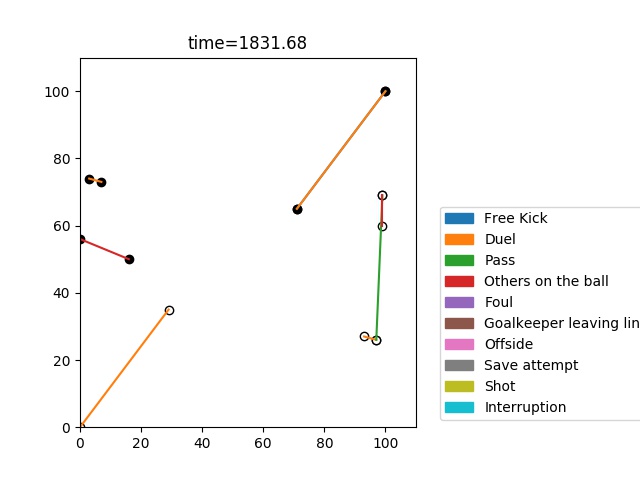 time=1831.68
100
80
60
40
20
0
0 20 40 60 80 100
Free Kick
Duel
Pass
Others on the ball
Foul
Goalkeeper leaving lin
Offside
Save attempt
Shot
Interruption